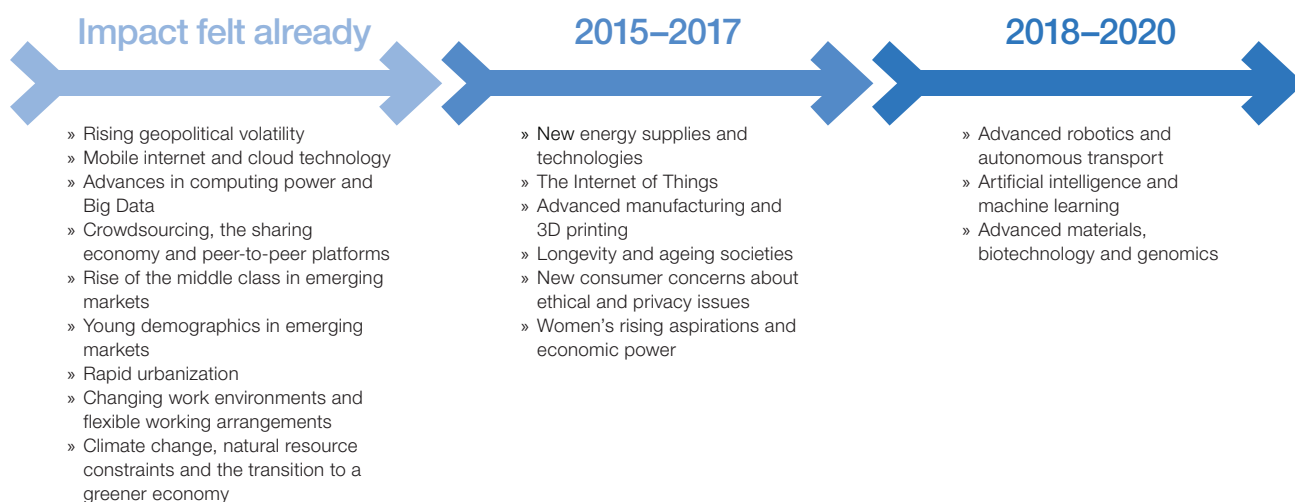 Impact felt already
» Rising geopolitical volatility
» Mobile internet and cloud technology
» Advances in computing power and
Big Data
» Crowdsourcing, the sharing
economy and peer-to-peer platforms
» Rise of the middle class in emerging
markets
» Young demographics in emerging
markets
» Rapid urbanization
» Changing work environments and
flexible working arrangements
» Climate change, natural resource
constraints and the transition to a
greener economy
2015–2017
» New energy supplies and
technologies
» The Internet of Things
» Advanced manufacturing and
3D printing
» Longevity and ageing societies
» New consumer concerns about
ethical and privacy issues
» Women’s rising aspirations and
economic power
2018–2020
» Advanced robotics and
autonomous transport
» Artificial intelligence and
machine learning
» Advanced materials,
biotechnology and genomics